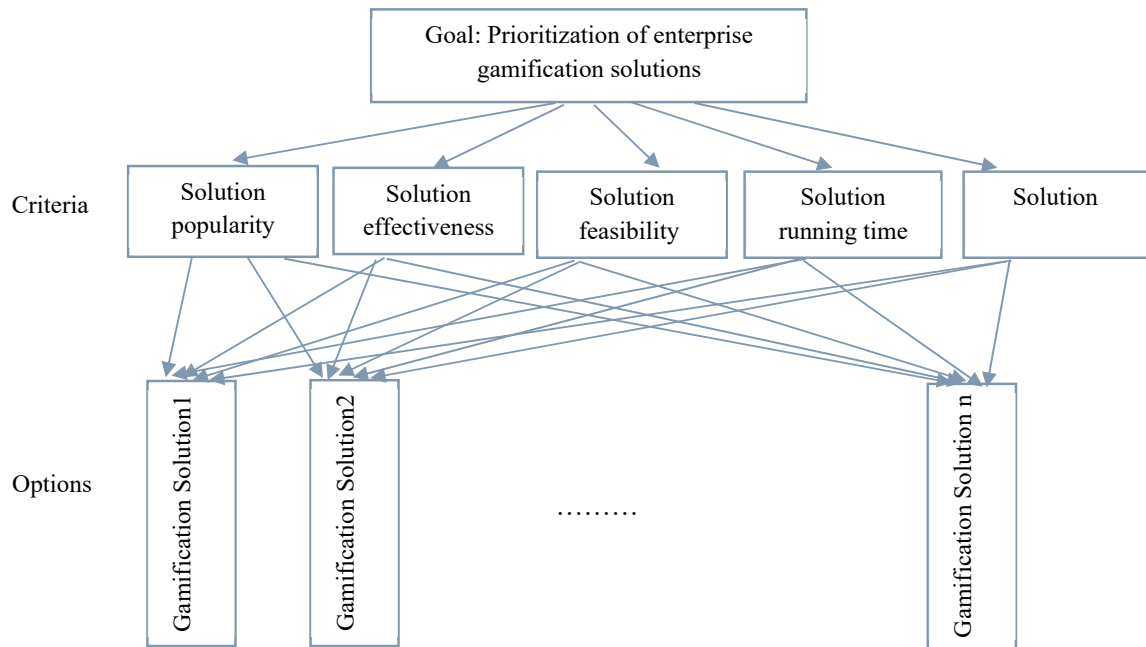 Goal: Prioritization of enterprise
gamification solutions
Criteria
Solution
popularity
Solution
effectiveness
Solution
feasibility
Solution
running time
Solution
Options
Gamification Solution1
Gamification Solution2
………
Gamification Solution n